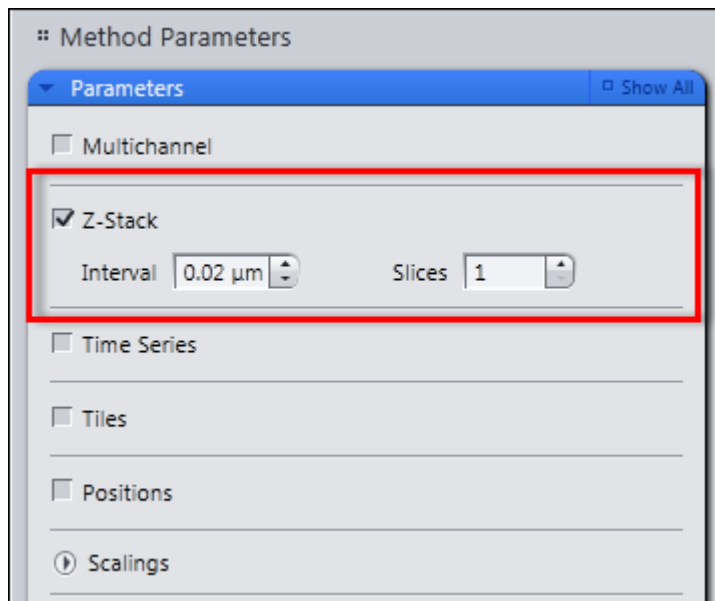 Method Parameters
Parameters Show All
Multichannel
Z-Stack
Interval 0.02 µm Slices 1
Time Series
Tiles
Positions
Scalings